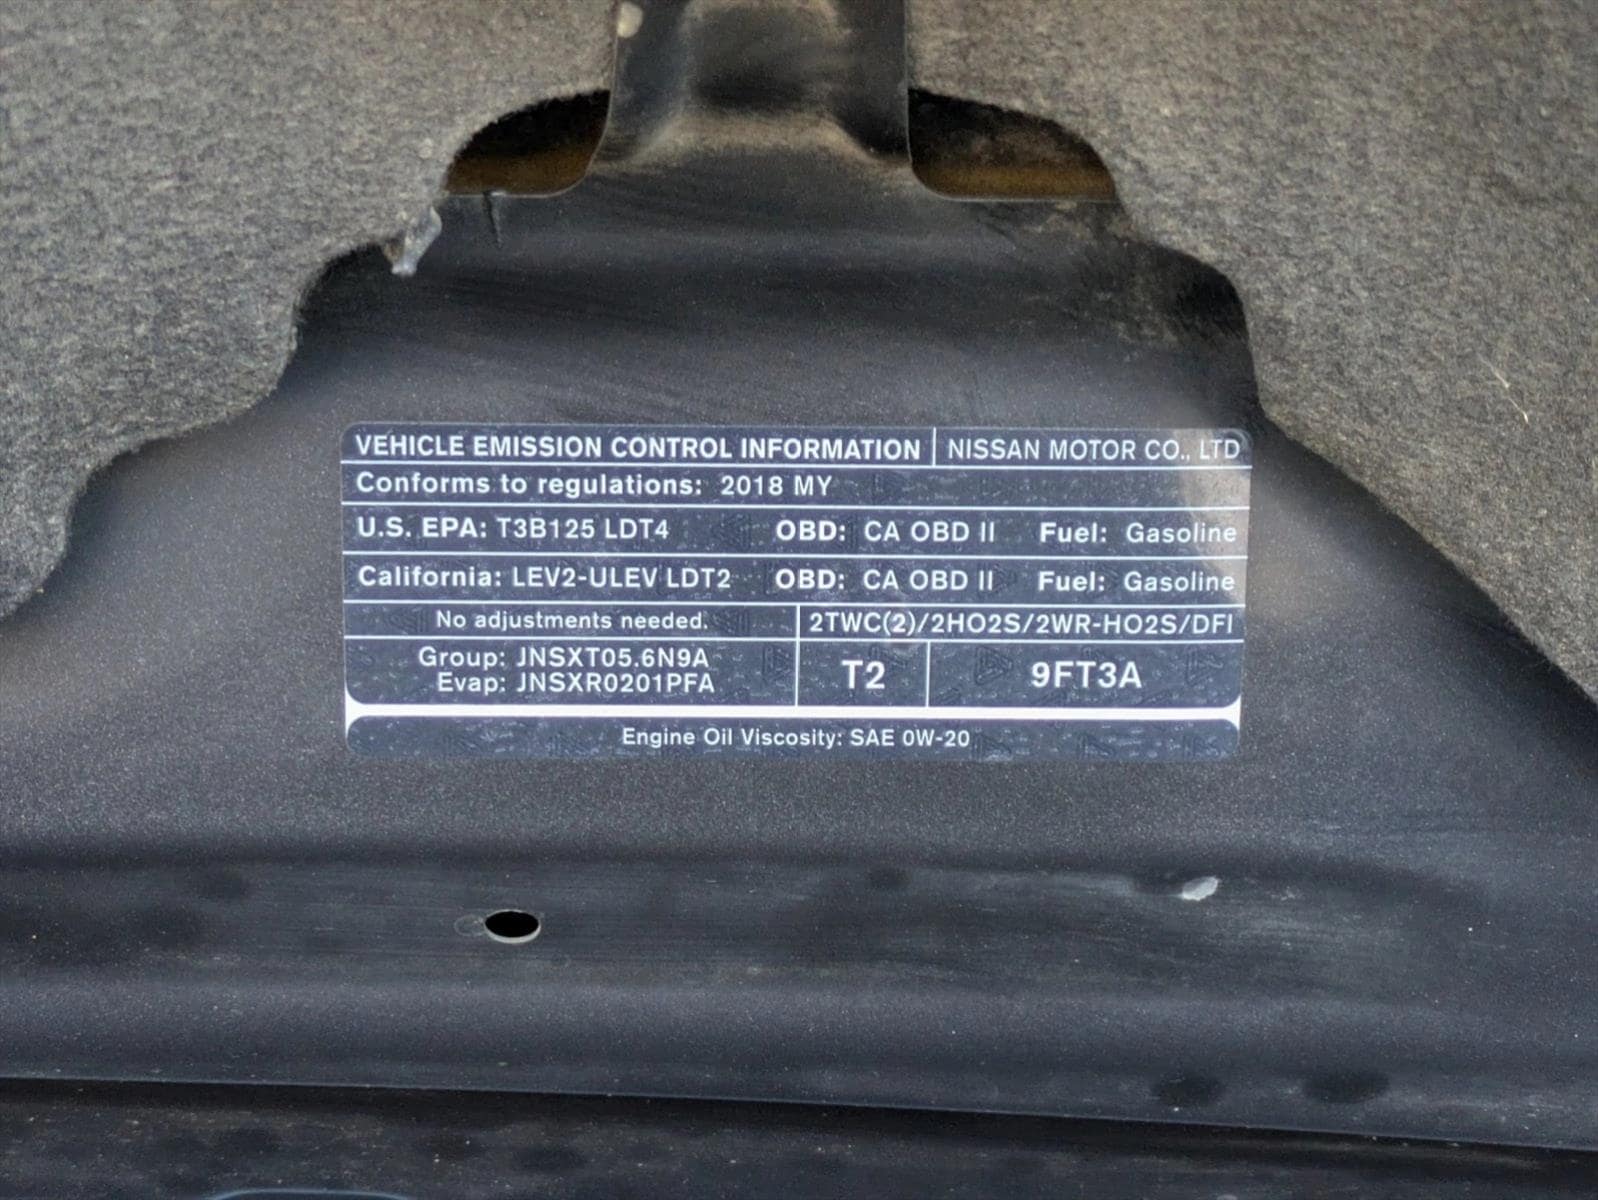 VEHICLE EMISSION CONTROL INFORMATION NISSAN MOTOR CO., LTD
Conforms to regulations: 2018 MY
U.S. EPA: T3B125 LDT4 OBD: CA OBD II Fuel: Gasoline
California: LEV2-ULEV LDT2 OBD: CA OBD II Fuel: Gasoline
No adjustments needed. 2TWC(2)/2HO2S/2WR-HO2S/DFI
Group: JNSXT05.6N9A
Evap: JNSXR0201PFA
T2 9FT3A
Engine Oil Viscosity: SAE 0W-20